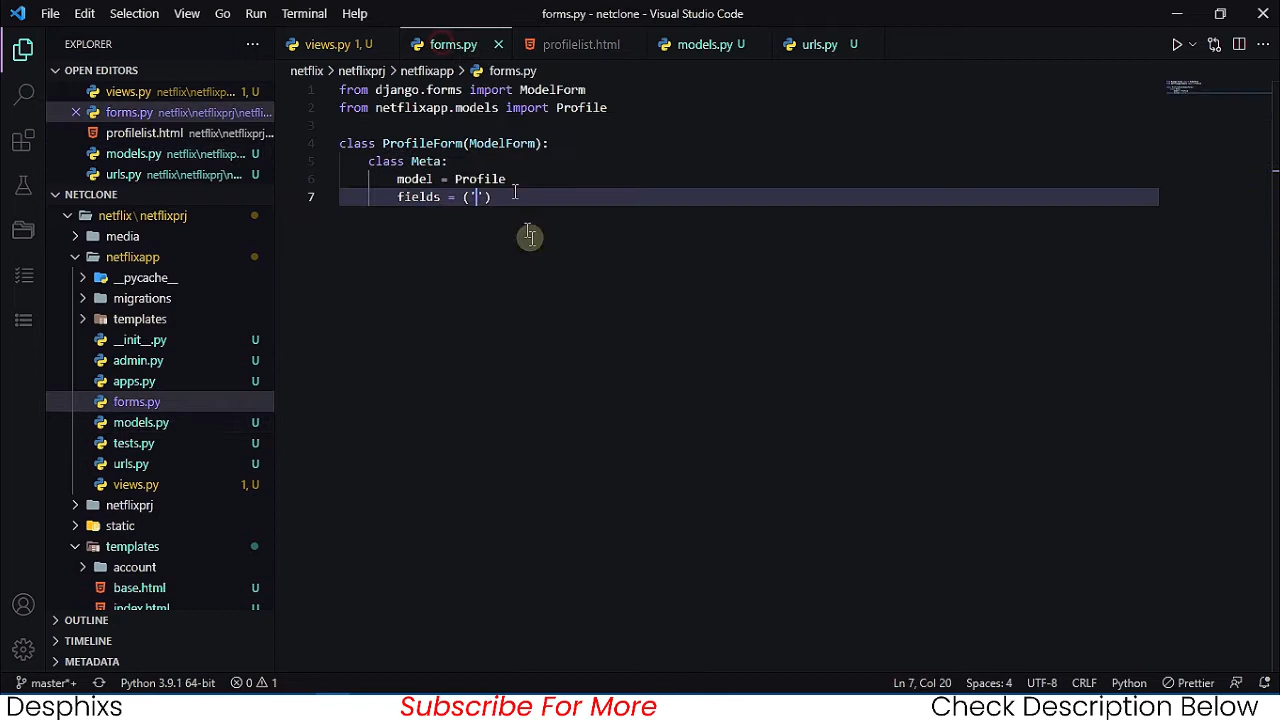 File Edit Selection View Go Run Terminal Help forms.py - netclone - Visual Studio Code
EXPLORER
views.py 1, U forms.py profilelist.html models.py U urls.py
netflix > netflixprj > netflixapp > forms.py
OPEN EDITORS
views.py netflix\netflixp... 1, U
forms.py netflix\netflixprj\netfli...
profilelist.html netflix\netflixprj...
models.py netflix\netflixp... U
urls.py netflix\netflixprj\n... U
NETCLONE
netflix \ netflixprj
media
netflixapp
__pycache__
migrations
templates
__init__.py U
admin.py U
apps.py U
forms.py
models.py U
tests.py U
urls.py U
views.py 1, U
netflixprj
static
templates
account
base.html U
index.html U
OUTLINE
TIMELINE
METADATA
1 from django.forms import ModelForm
2 from netflixapp.models import Profile
3
4 class ProfileForm(ModelForm):
5 class Meta:
6 model = Profile
7 fields = ('')
master*+ Python 3.9.1 64-bit 0 1 Ln 7, Col 20 Spaces: 4 UTF-8 CRLF Python Prettier
Desphixs Subscribe For More Check Description Below